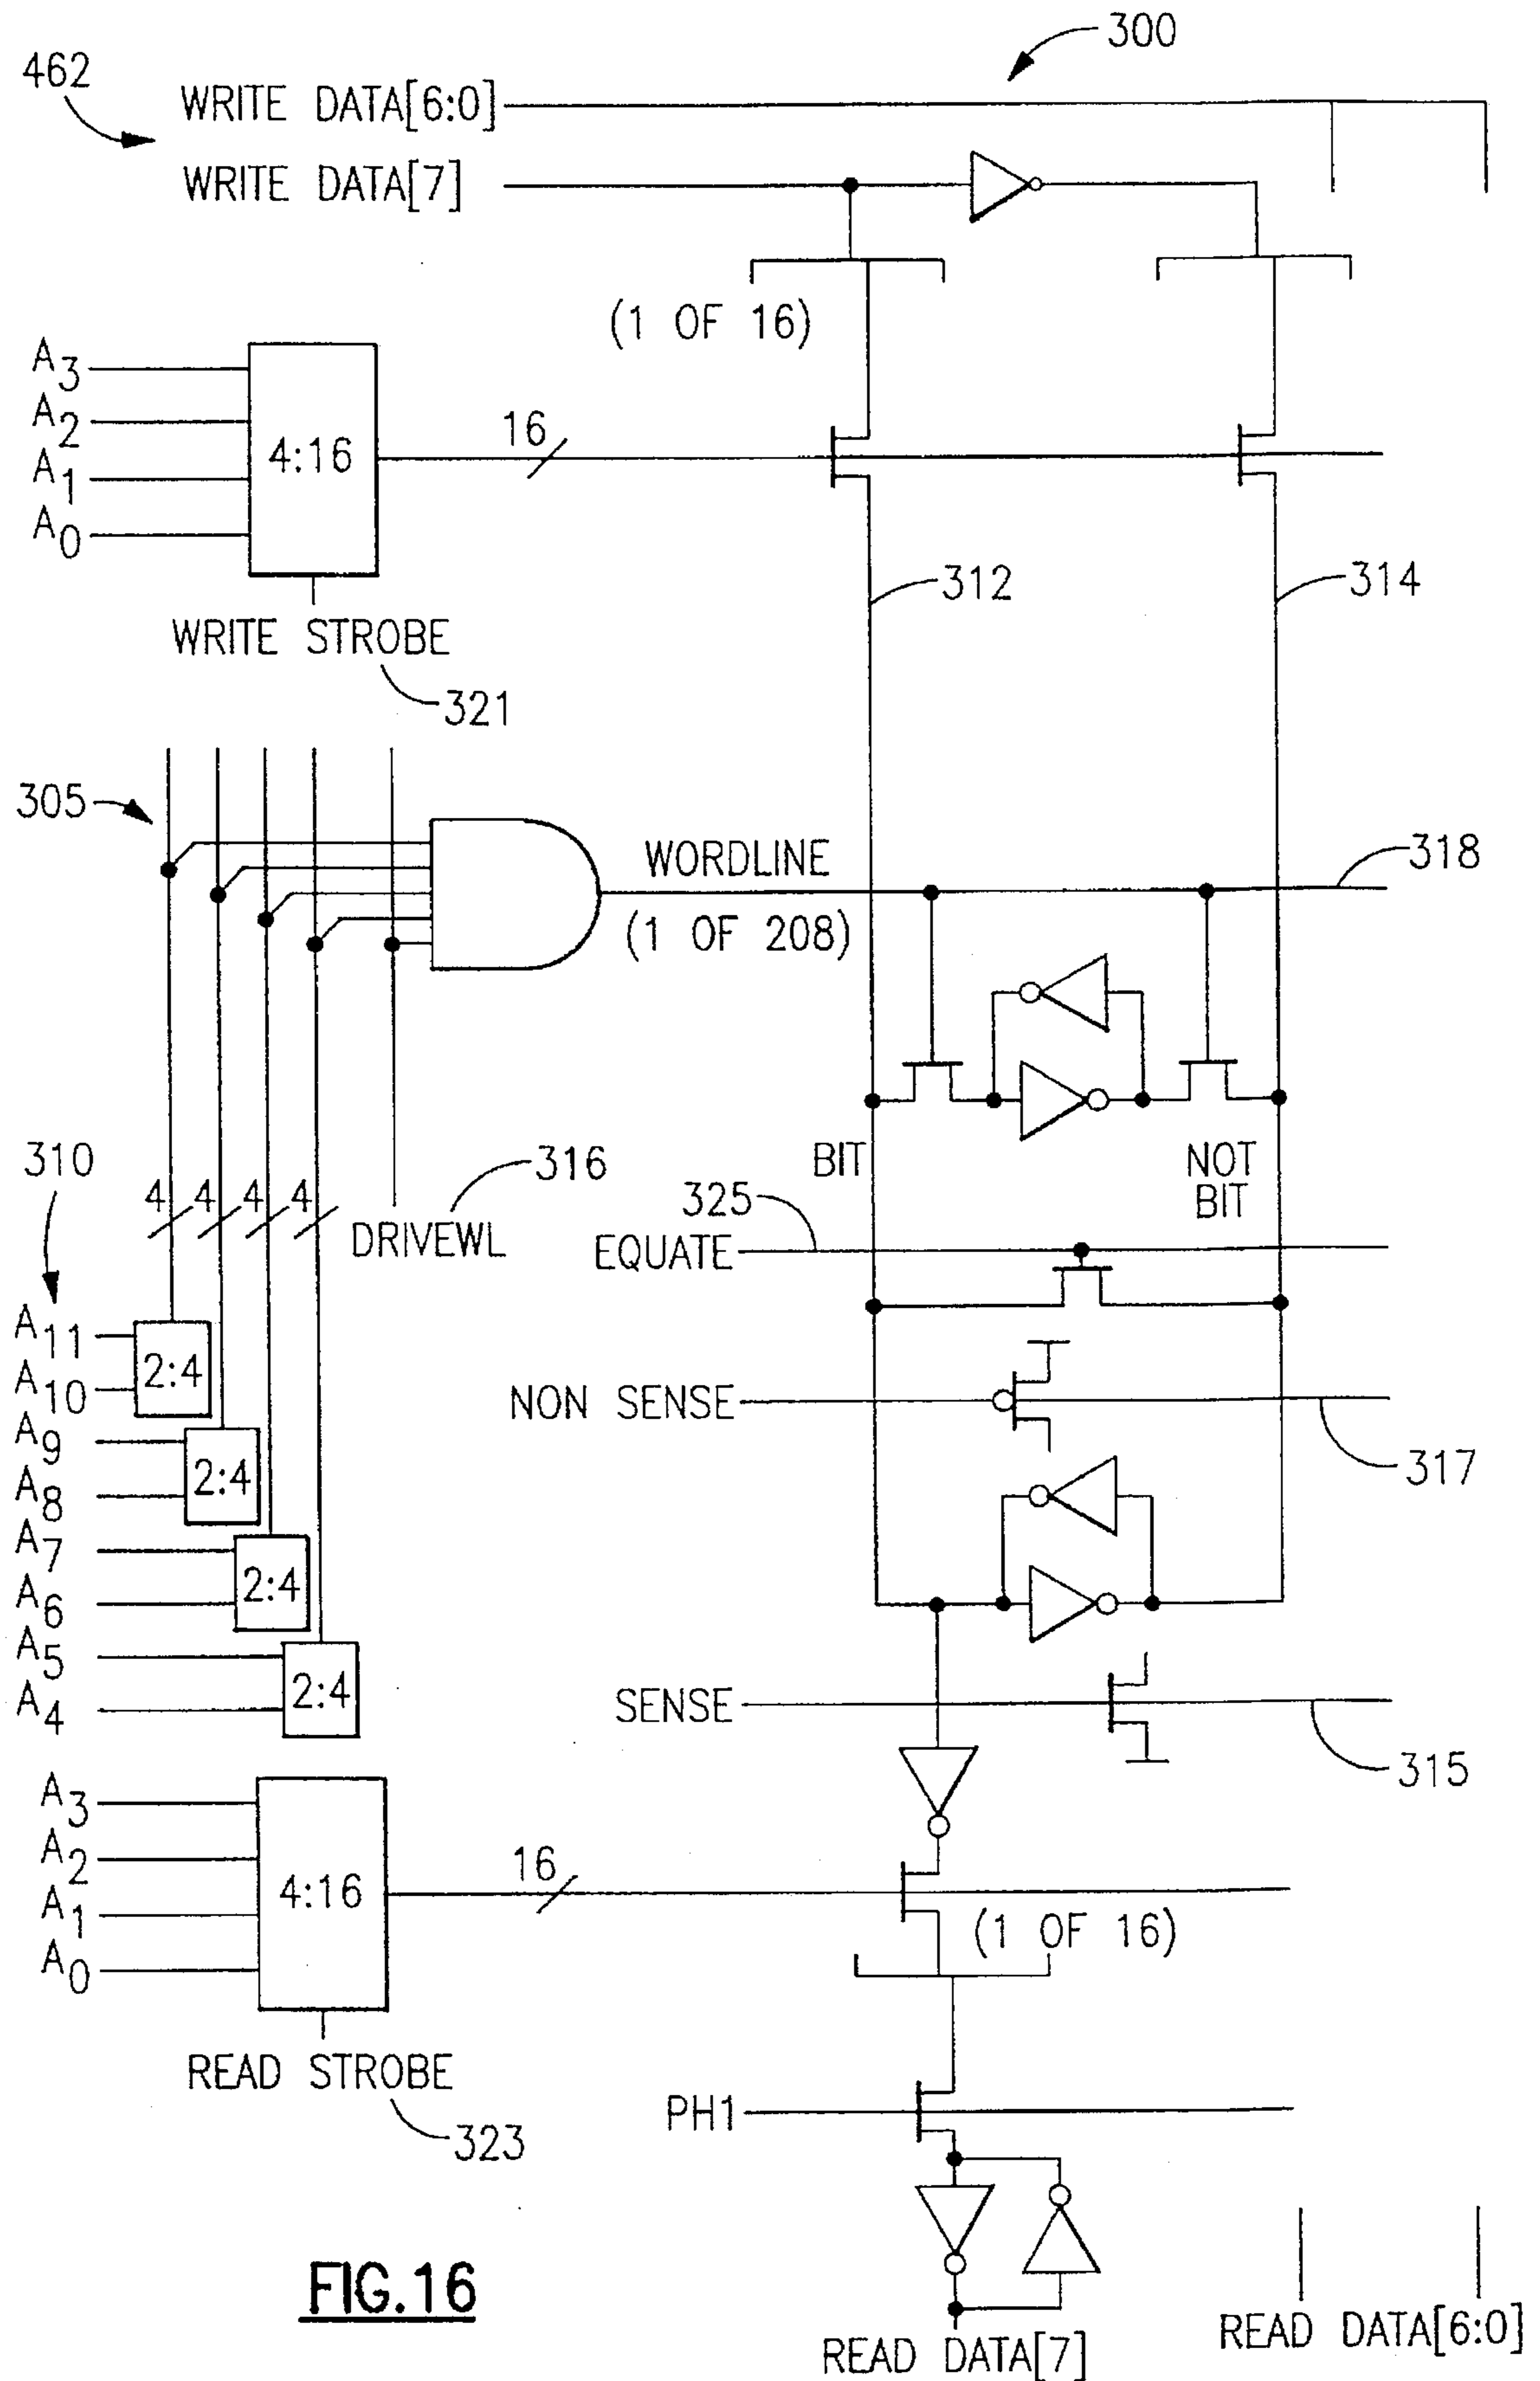 300
462
WRITE DATA[6:0]
WRITE DATA[7]
(1 OF 16)
A3
A2
A1
A0
4:16
16
312
314
WRITE STROBE
321
305
WORDLINE
(1 OF 208)
318
310
BIT
NOT
BIT
316
4 4 4 4
DRIVEWL
325
EQUATE
A11
A10
2:4
NON SENSE
317
A9
A8
2:4
A7
A6
2:4
A5
A4
2:4
SENSE
315
A3
A2
A1
A0
4:16
16
(1 OF 16)
READ STROBE
323
PH1
FIG.16
READ DATA[7]
READ DATA[6:0]